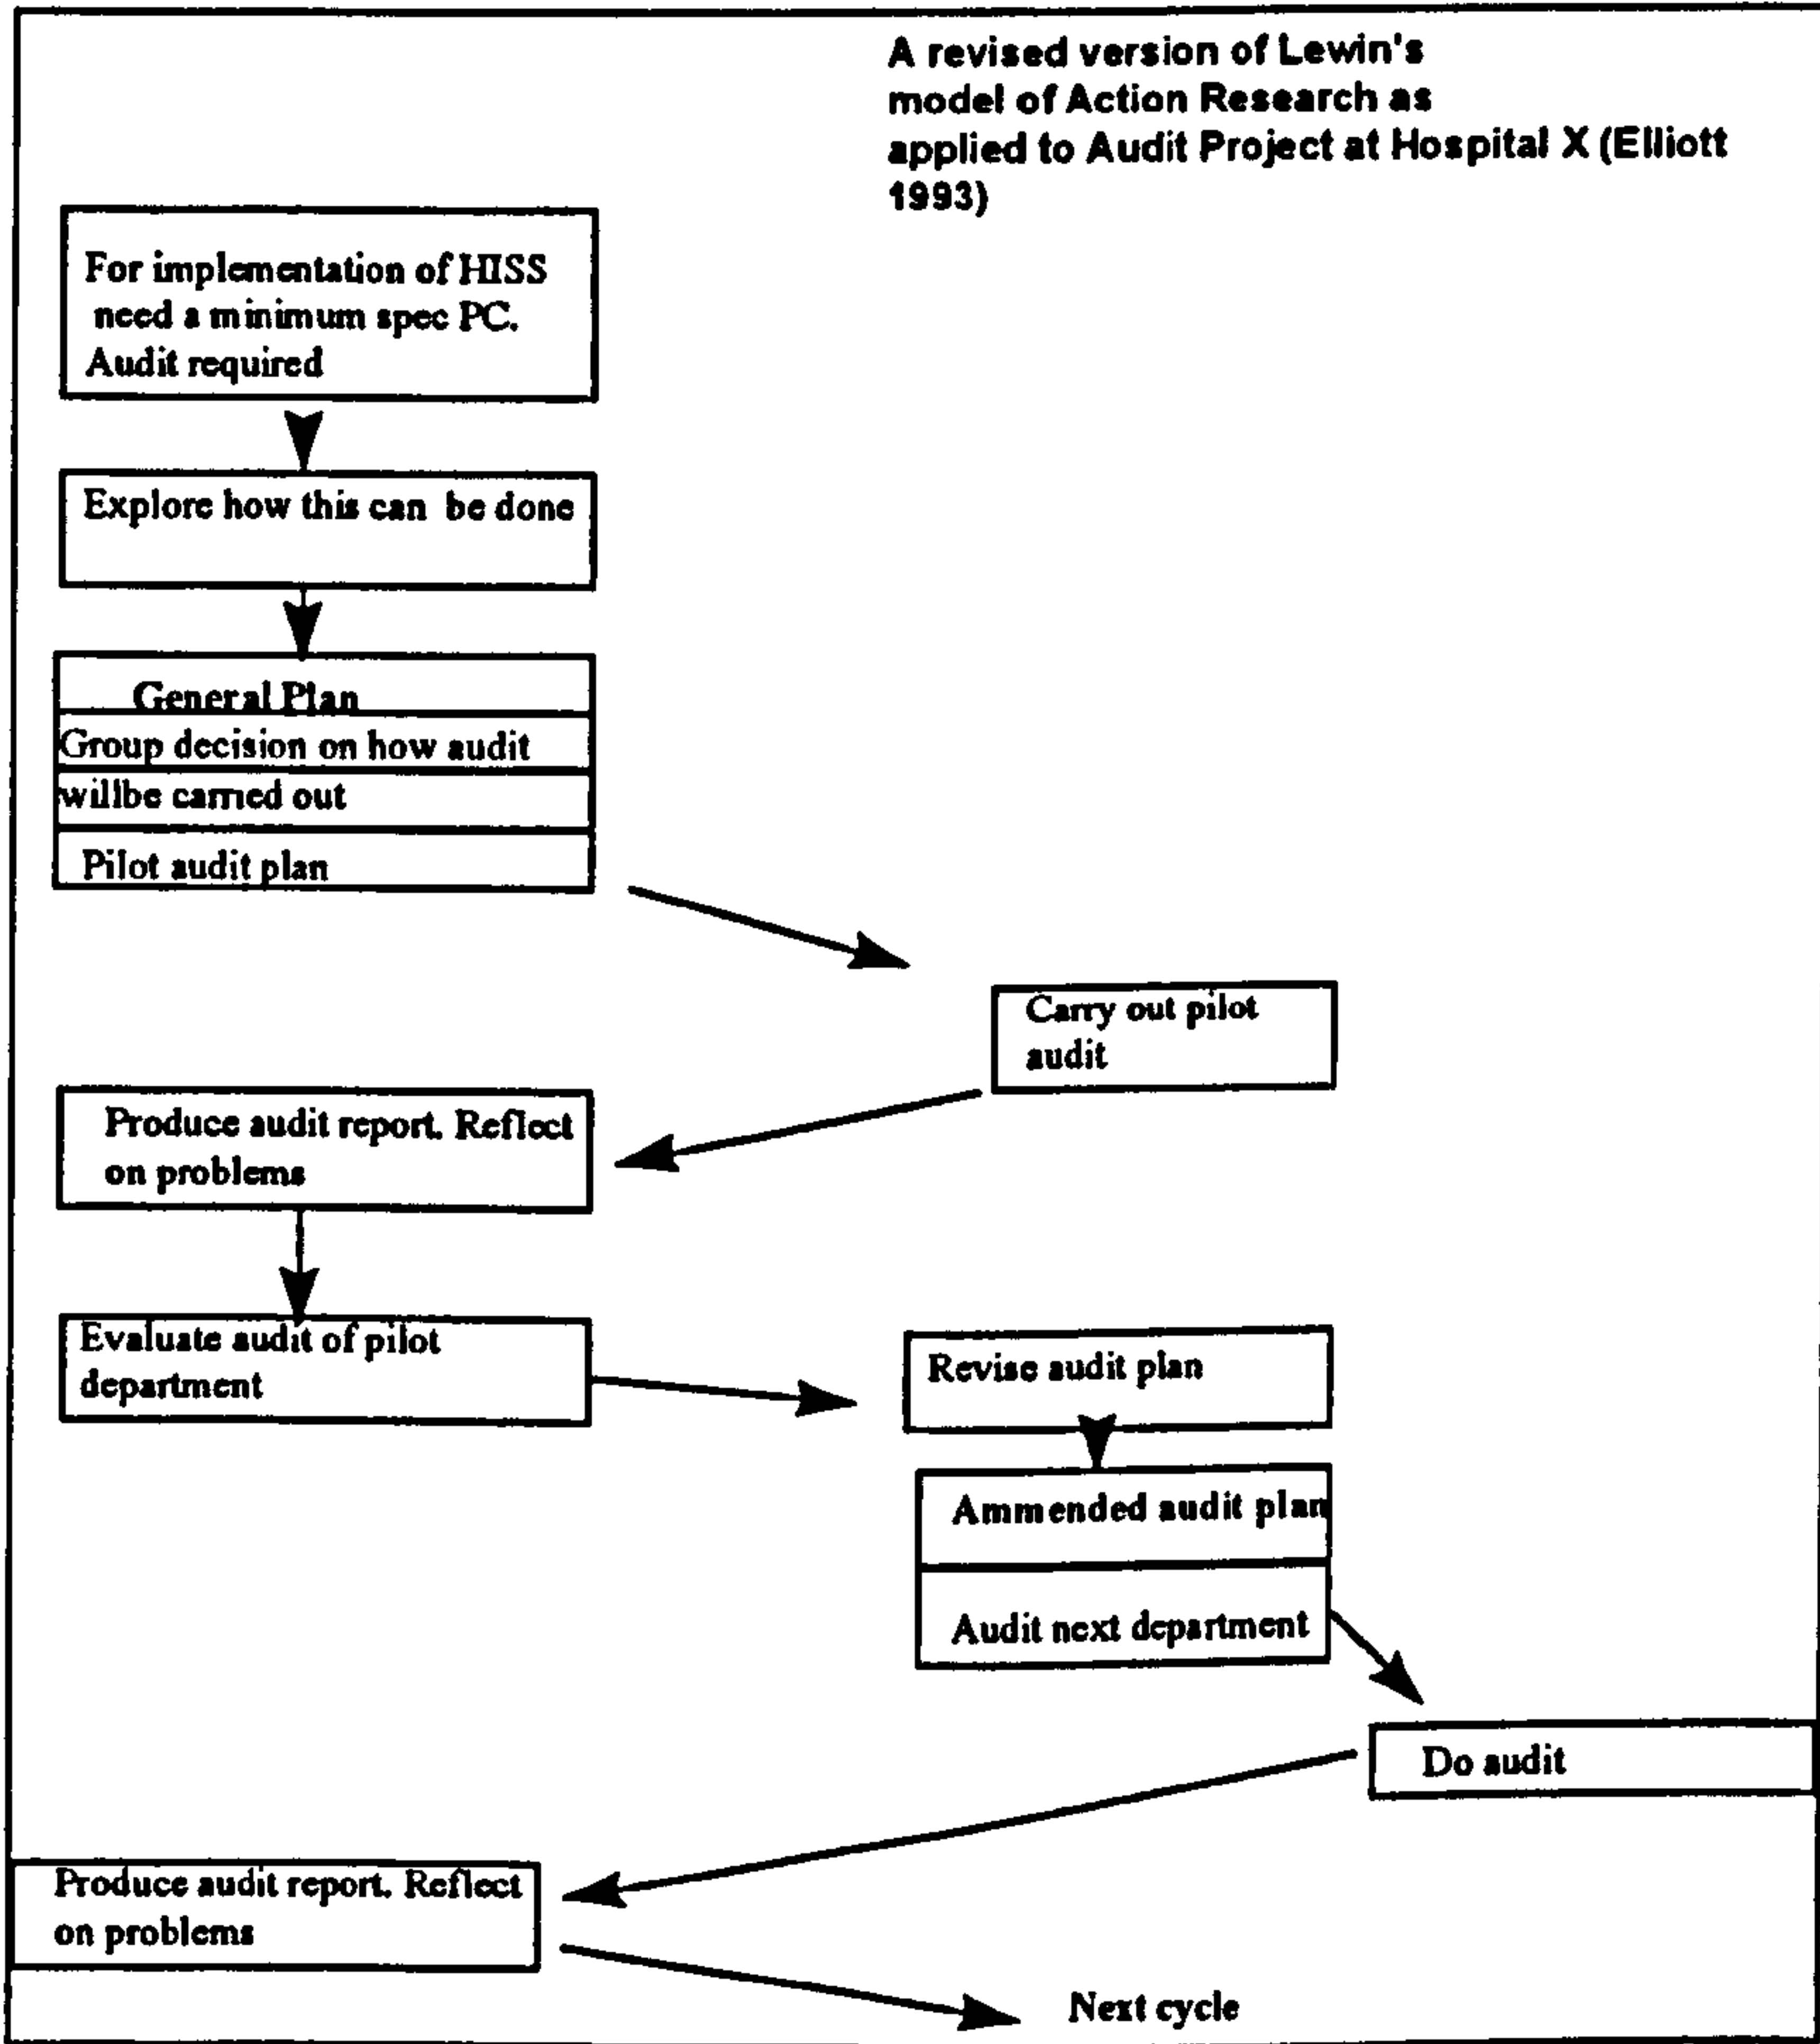 A revised version of Lewin's
model of Action Research as
applied to Audit Project at Hospital X (Elliott
1993)
For implementation of HISS
need a minimum spec PC.
Audit required
Explore how this can be done
General Plan
Group decision on how audit
willbe carried out
Pilot audit plan
Carry out pilot
audit
Produce audit report. Reflect
on problems
Evaluate audit of pilot
department
Revise audit plan
Ammended audit plan
Audit next department
Do audit
Produce audit report. Reflect
on problems
Next cycle